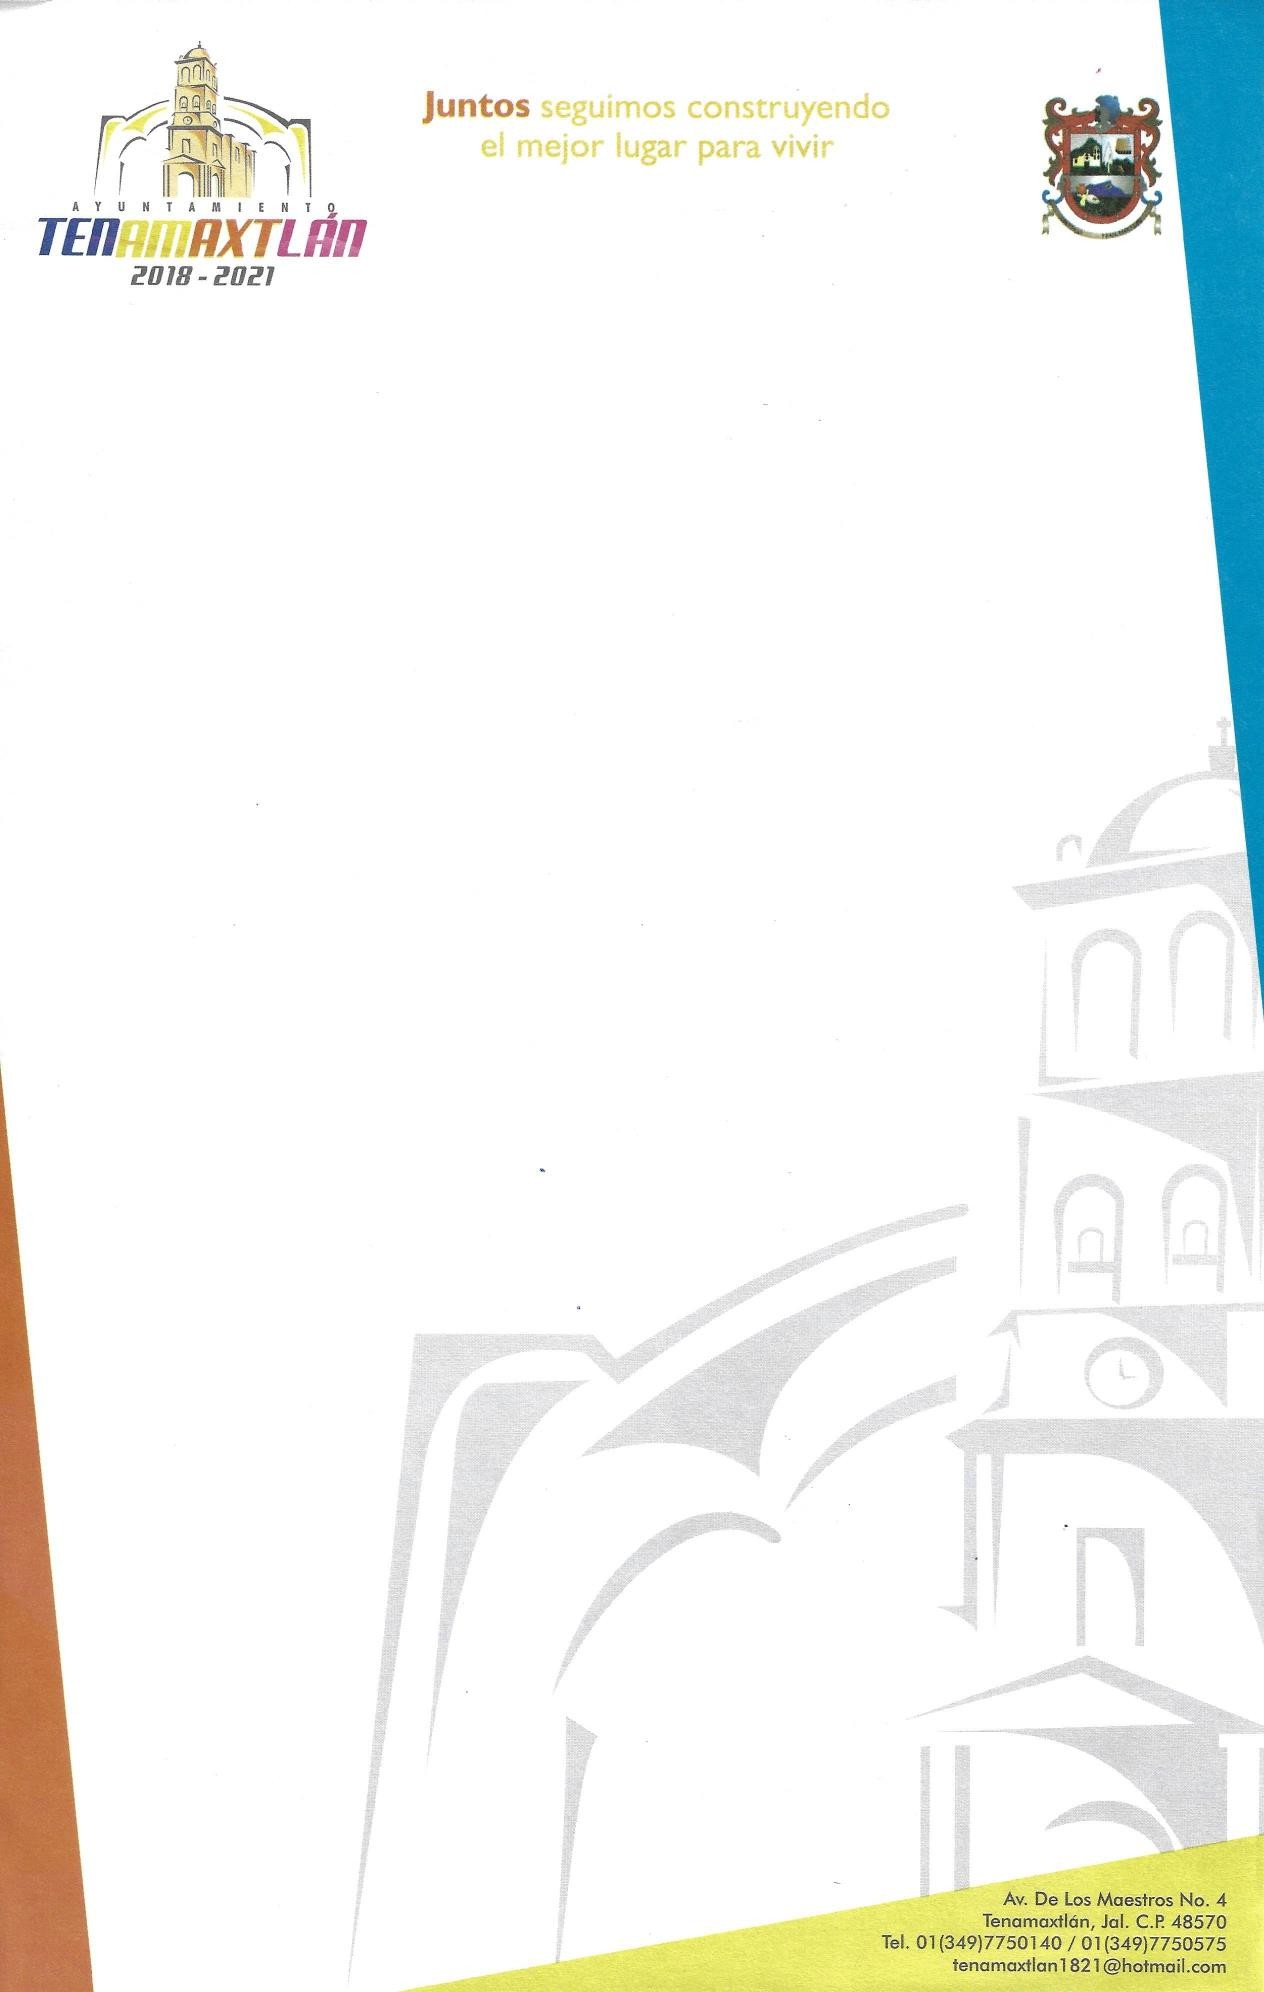 Juntos seguimos construyendo
el mejor lugar para vivir
AYUNTAMIENTO
TENAMAXTLÁN
2018 - 2021
Av. De Los Maestros No. 4
Tenamaxtlán, Jal. C.P. 48570
Tel. 01(349)7750140 / 01(349)7750575
tenamaxtlan1821@hotmail.com